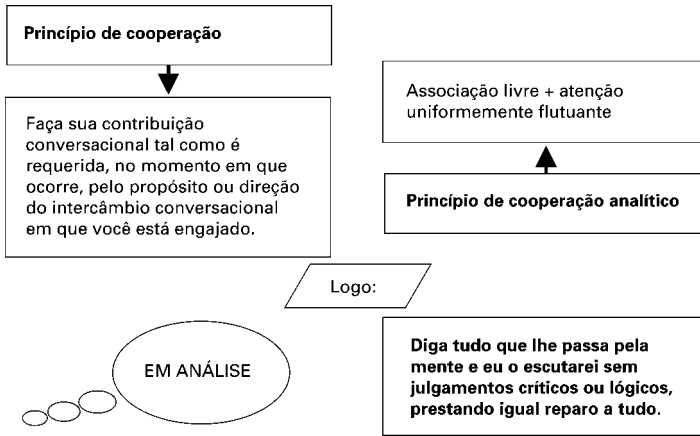 Princípio de cooperação
Faça sua contribuição
conversacional tal como é
requerida, no momento em que
ocorre, pelo propósito ou direção
do intercâmbio conversacional
em que você está engajado.
Associação livre + atenção
uniformemente flutuante
Princípio de cooperação analítico
Logo:
EM ANÁLISE
Diga tudo que lhe passa pela
mente e eu o escutarei sem
julgamentos críticos ou lógicos,
prestando igual reparo a tudo.